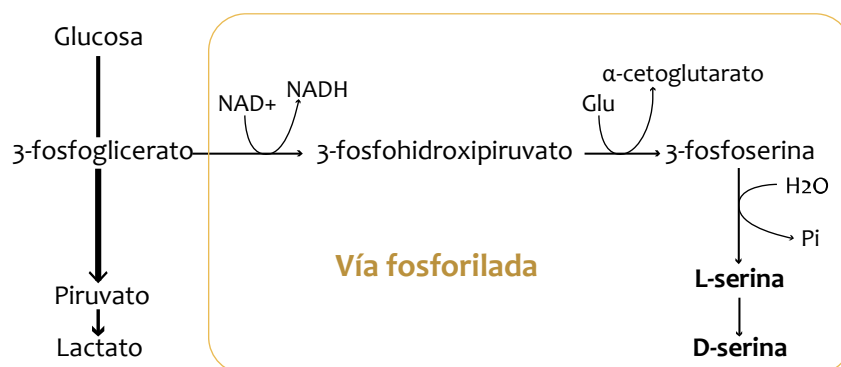 Glucosa
NAD+
NADH
α-cetoglutarato
Glu
3-fosfoglicerato
3-fosfohidroxipiruvato
3-fosfoserina
H2O
Pi
Vía fosforilada
L-serina
Piruvato
Lactato
D-serina